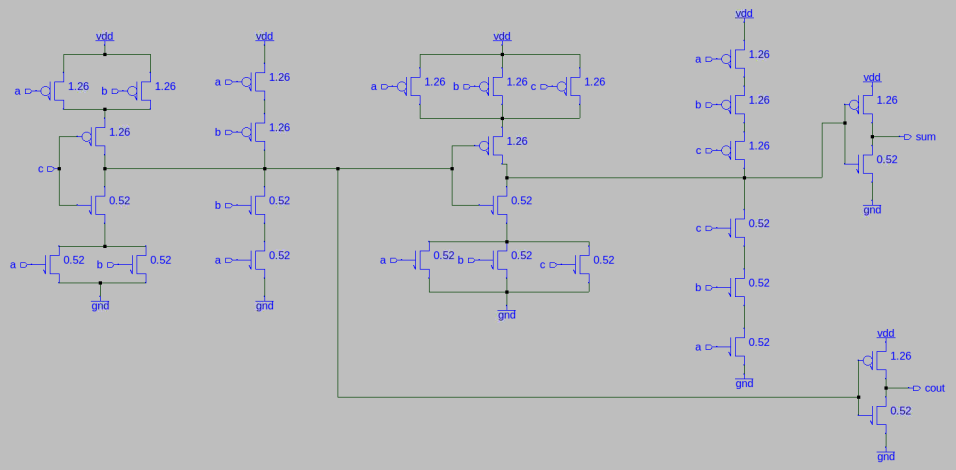 vdd
vdd
vdd
vdd
vdd
a 1.26 b 1.26
a 1.26
a 1.26 b 1.26 c 1.26
a 1.26
b 1.26
c 1.26
1.26
sum
0.52
gnd
1.26
b 1.26
1.26
c
0.52
b 0.52
0.52
c 0.52
a 0.52 b 0.52
a 0.52
a 0.52 b 0.52 c 0.52
b 0.52
gnd
gnd
gnd
a 0.52
gnd
vdd
1.26
cout
0.52
gnd